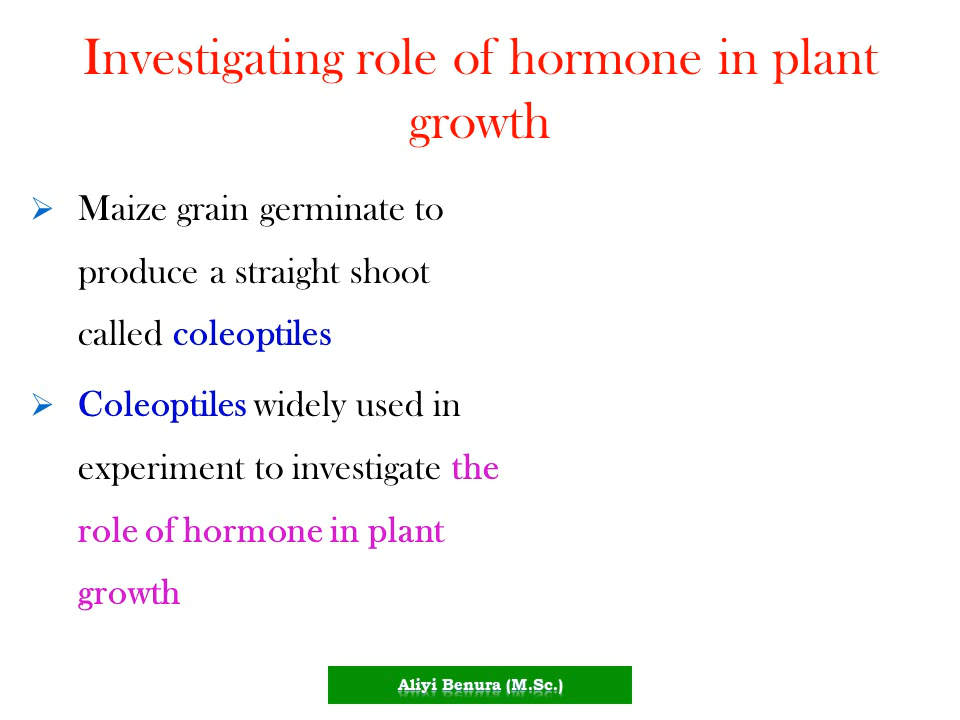 Investigating role of hormone in plant
growth
➢ Maize grain germinate to
produce a straight shoot
called coleoptiles
➢ Coleoptiles widely used in
experiment to investigate the
role of hormone in plant
growth
Aliyi Benura (M.Sc.)